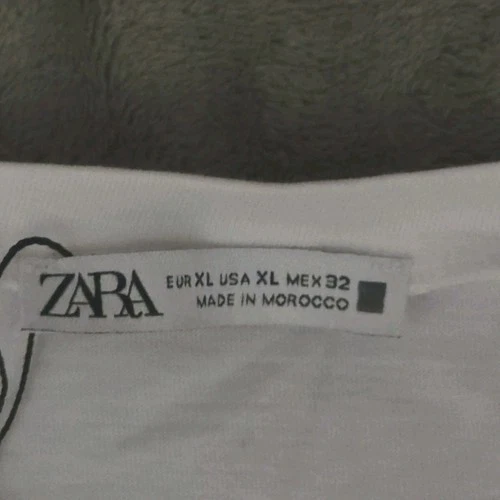 ZARA
EUR XL USA XL MEX 32
MADE IN MOROCCO